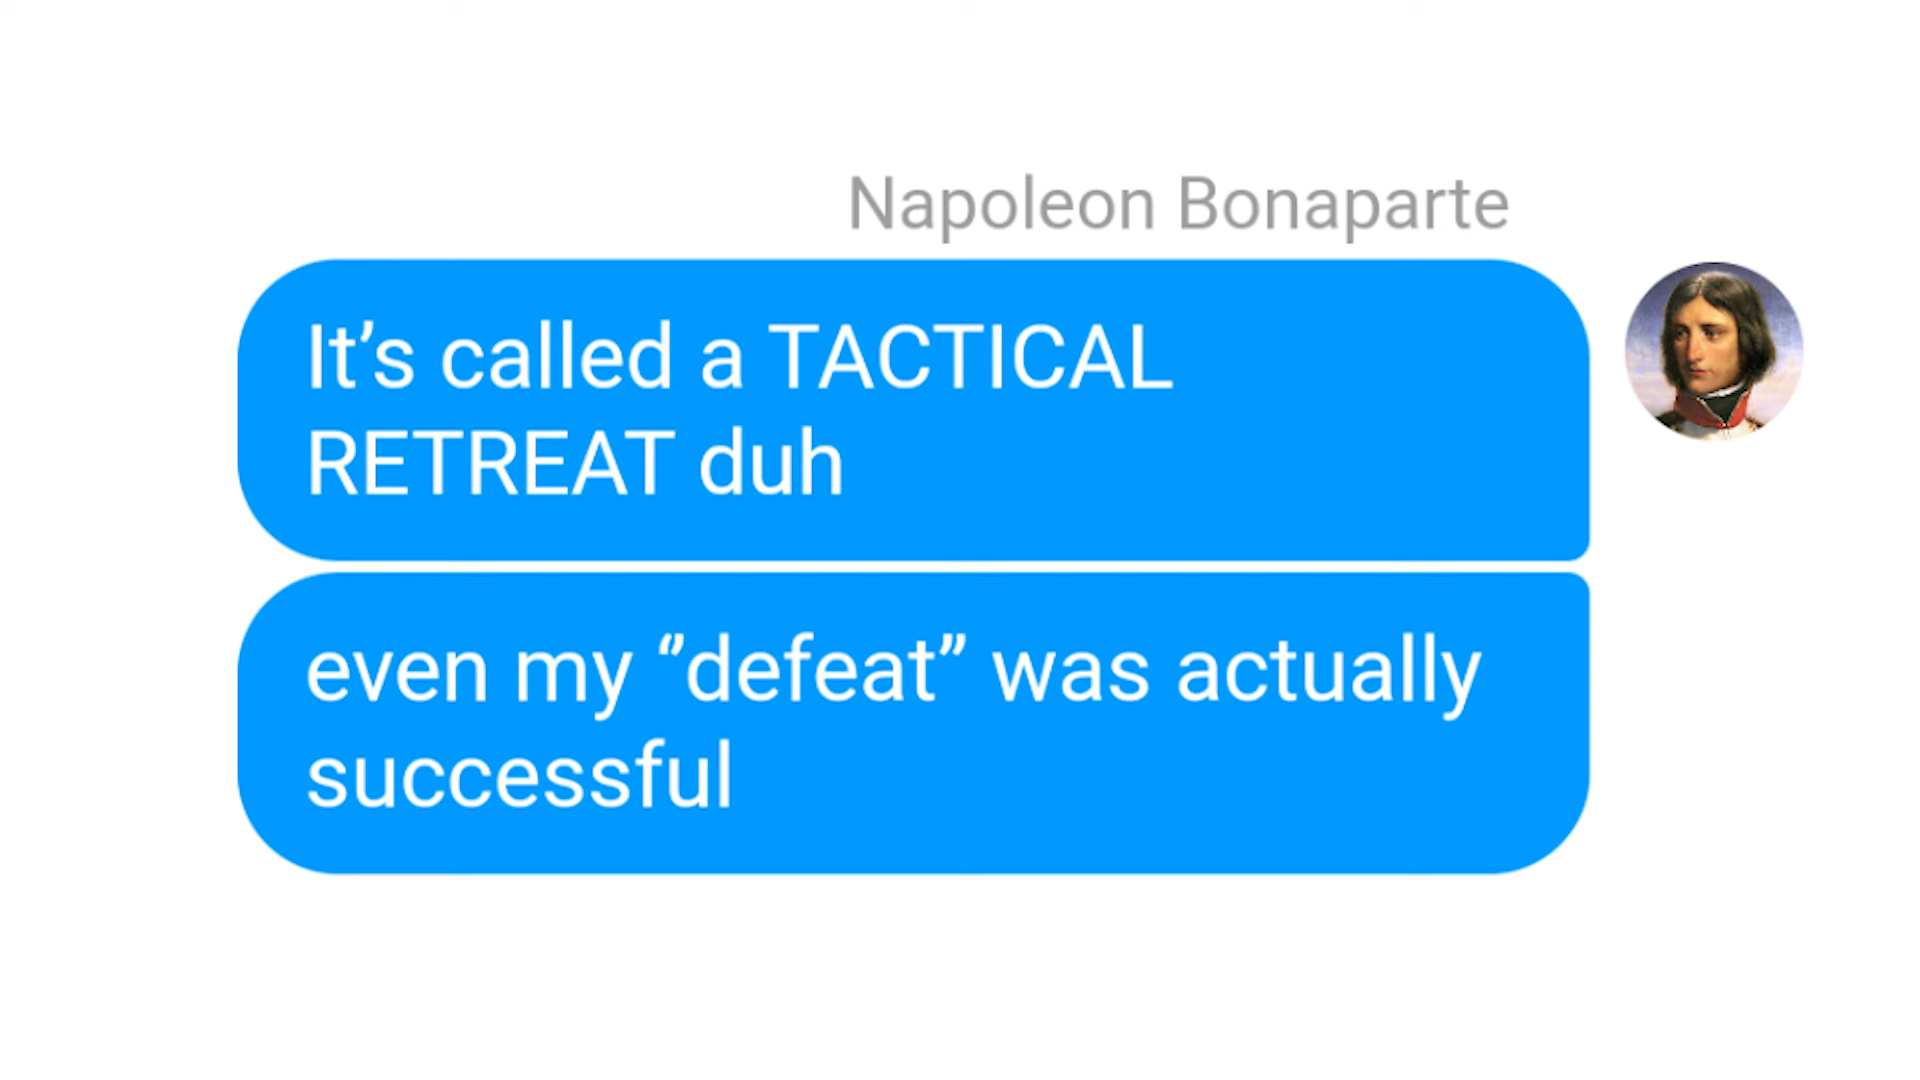 Napoleon Bonaparte
It’s called a TACTICAL
RETREAT duh
even my “defeat” was actually
successful